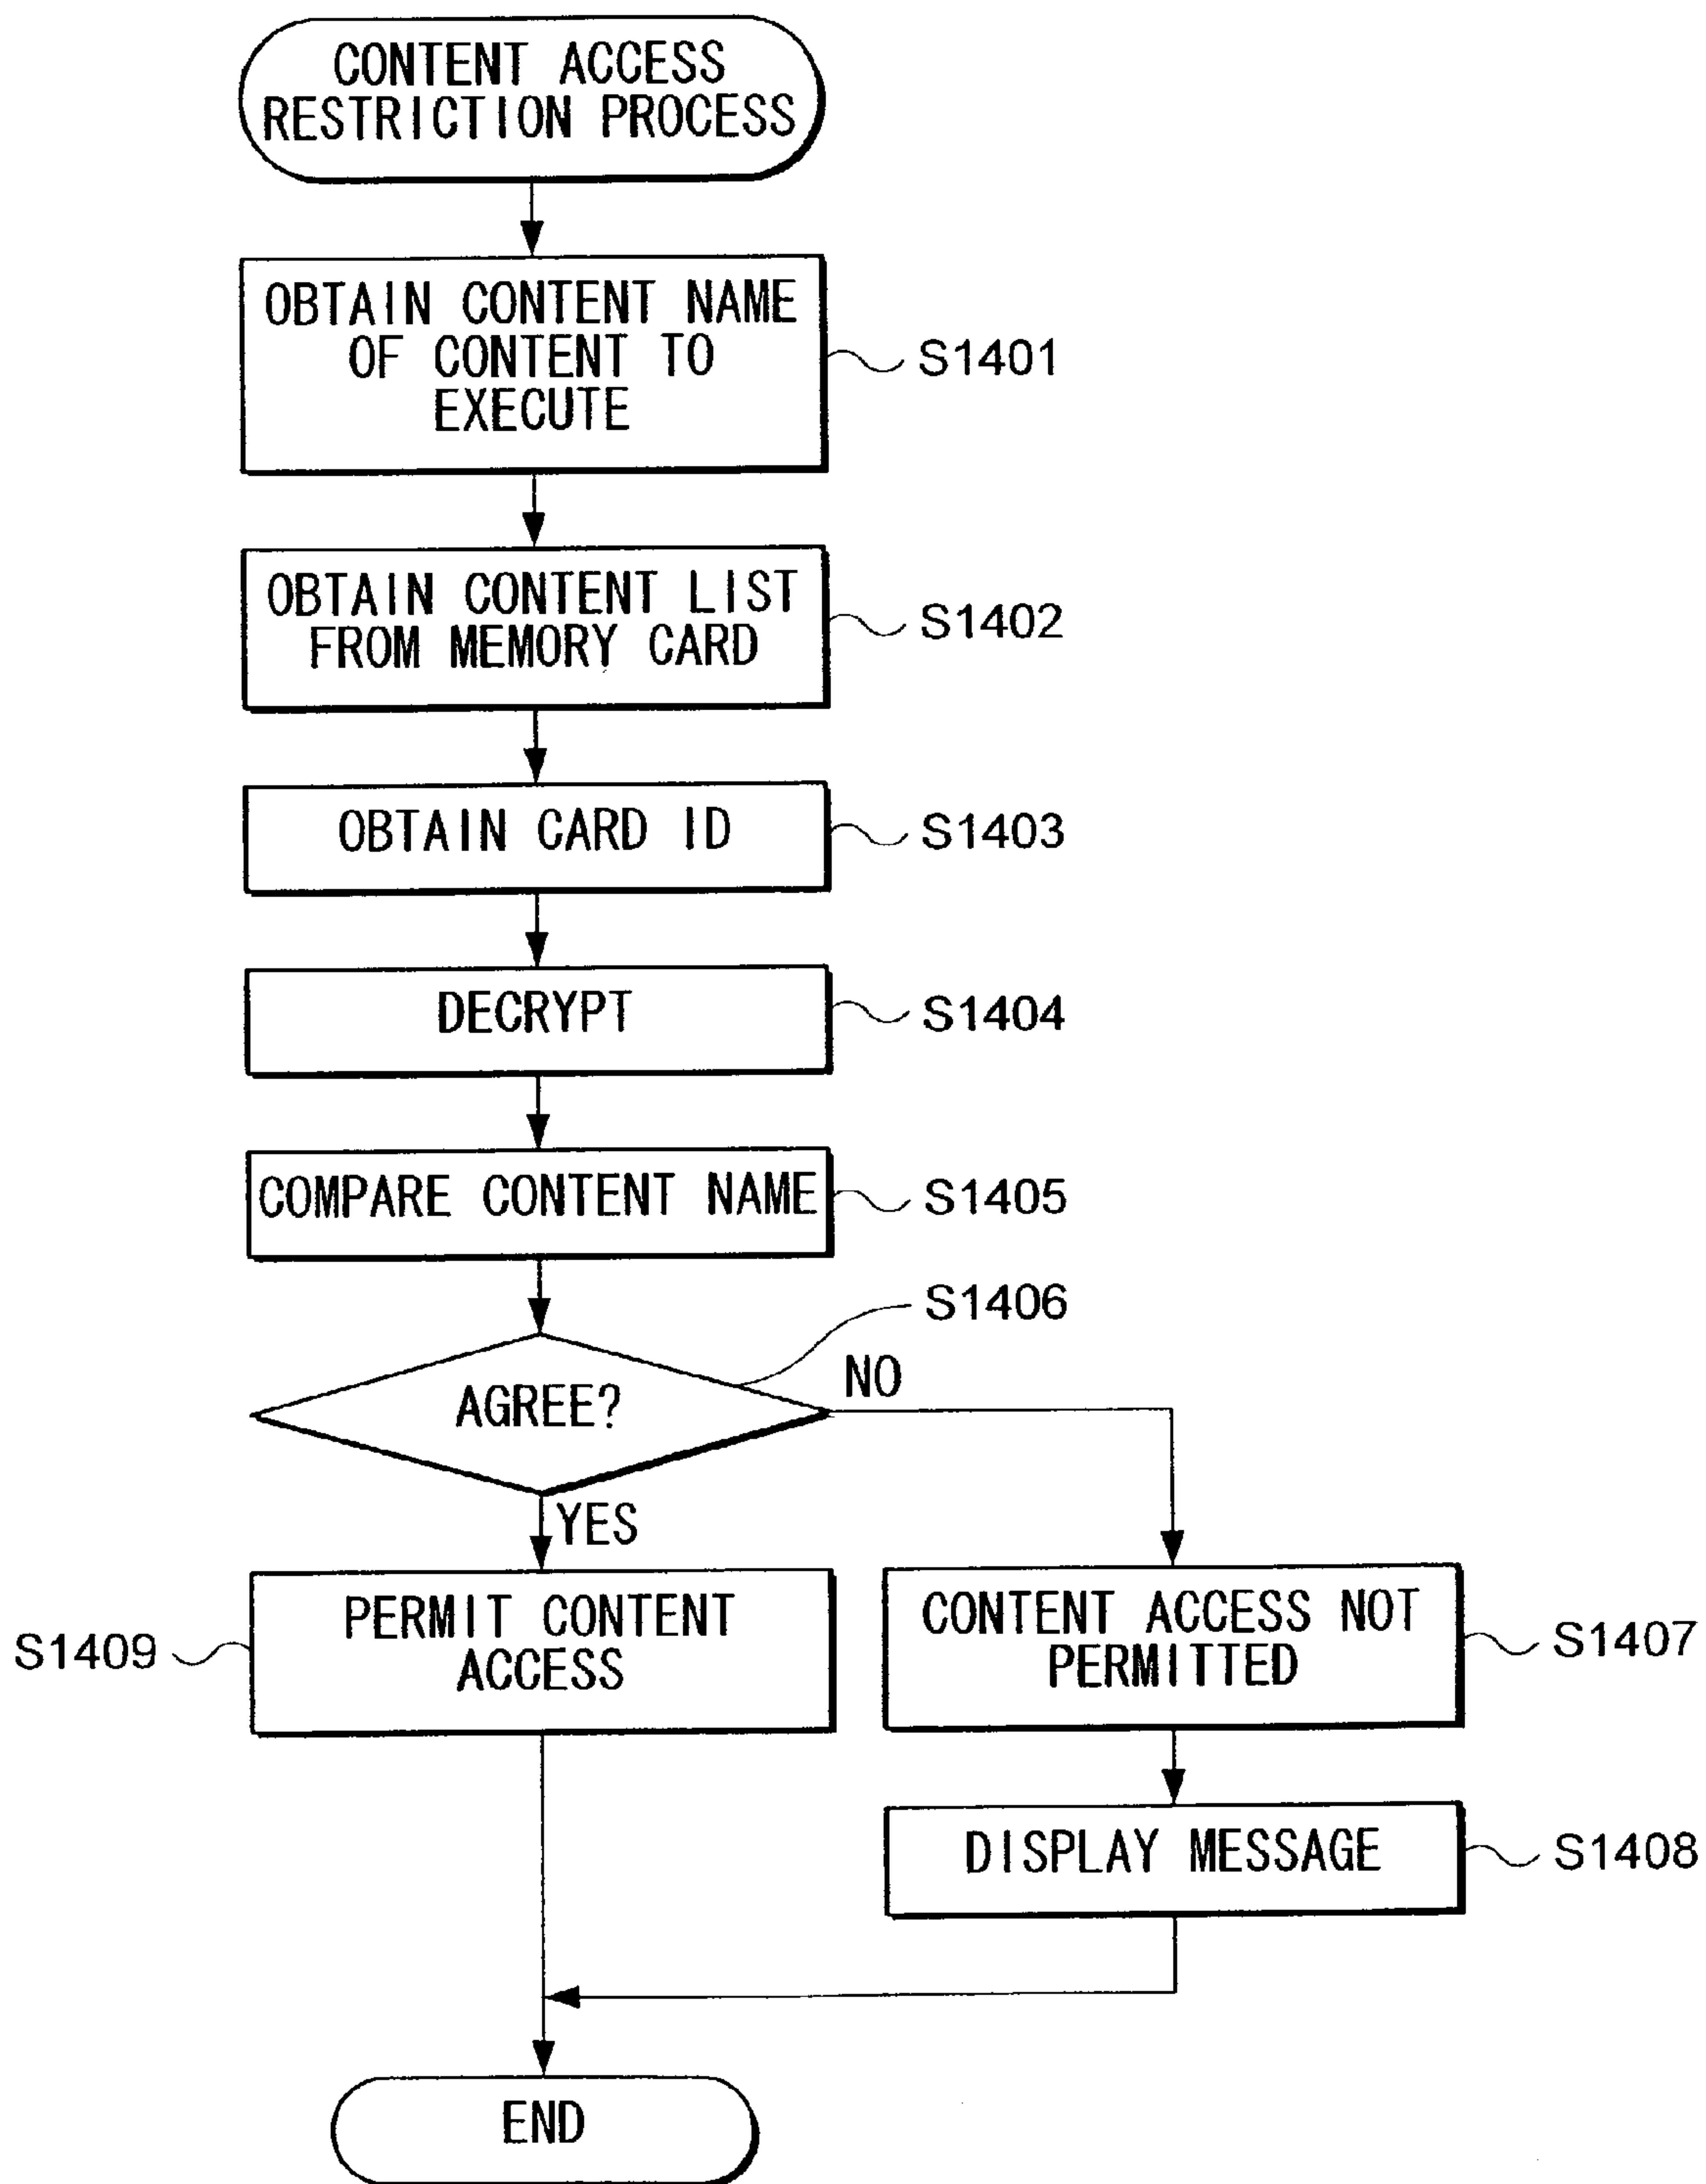 CONTENT ACCESS
RESTRICTION PROCESS
OBTAIN CONTENT NAME
OF CONTENT TO
EXECUTE
S1401
OBTAIN CONTENT LIST
FROM MEMORY CARD
S1402
OBTAIN CARD ID
S1403
DECRYPT
S1404
COMPARE CONTENT NAME
S1405
S1406
AGREE?
NO
YES
PERMIT CONTENT
ACCESS
S1409
CONTENT ACCESS NOT
PERMITTED
S1407
DISPLAY MESSAGE
S1408
END